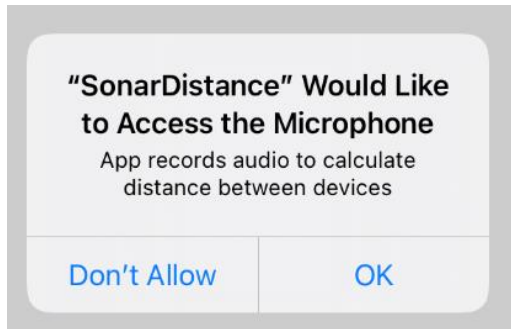 “SonarDistance” Would Like
to Access the Microphone
App records audio to calculate
distance between devices
Don’t Allow
OK